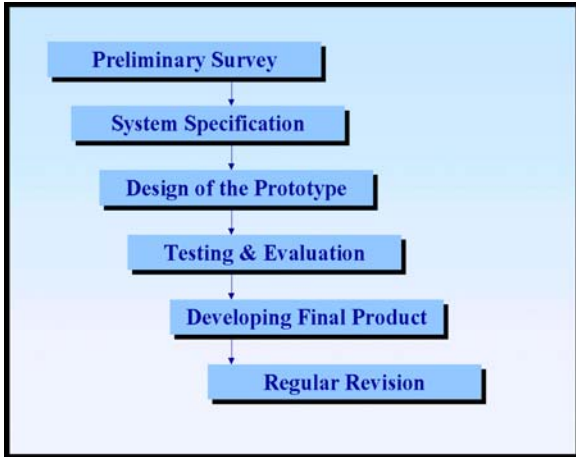 Preliminary Survey
System Specification
Design of the Prototype
Testing & Evaluation
Developing Final Product
Regular Revision